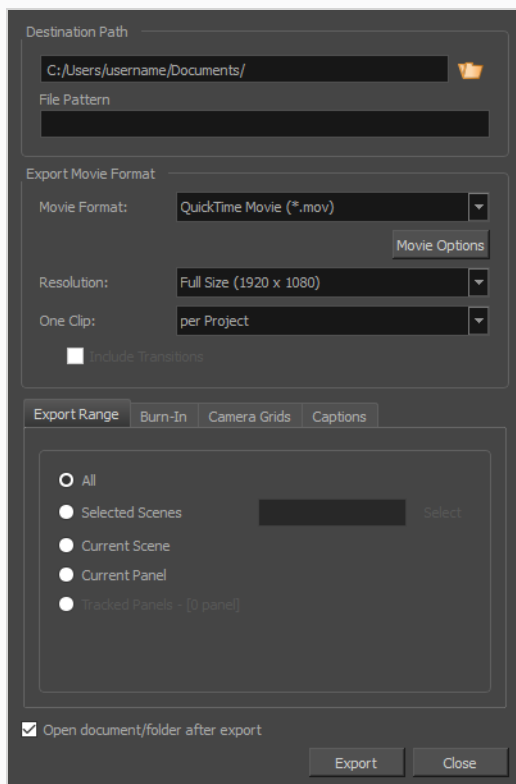 Destination Path
C:/Users/username/Documents/
File Pattern
Export Movie Format
Movie Format: QuickTime Movie (*.mov)
Movie Options
Resolution: Full Size (1920 x 1080)
One Clip: per Project
Include Transitions
Export Range Burn-In Camera Grids Captions
All
Selected Scenes Select
Current Scene
Current Panel
Tracked Panels - [0 panel]
Open document/folder after export
Export Close